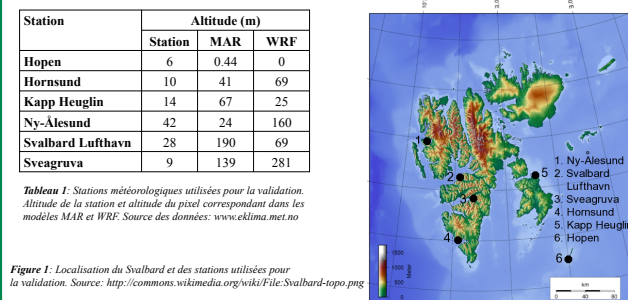 Station Altitude (m)
Station MAR WRF
Hopen 6 0.44 0
Hornsund 10 41 69
Kapp Heuglin 14 67 25
Ny-Ålesund 42 24 160
Svalbard Lufthavn 28 190 69
Sveagruva 9 139 281
Tableau 1: Stations météorologiques utilisées pour la validation.
Altitude de la station et altitude du pixel correspondant dans les
modèles MAR et WRF. Source des données: www.eklima.met.no
Figure 1: Localisation du Svalbard et des stations utilisées pour
la validation. Source: http://commons.wikimedia.org/wiki/File:Svalbard-topo.png
1
2
3
4
5
6
1. Ny-Alesund
2. Svalbard
Lufthavn
3. Sveagruva
4. Hornsund
5. Kapp Heuglin
6. Hopen
1500
1000
500
0
Meter
km
0 40 80